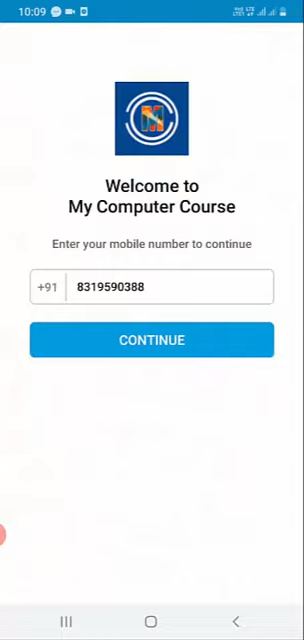 10:09
M
Welcome to
My Computer Course
Enter your mobile number to continue
+91 8319590388
CONTINUE